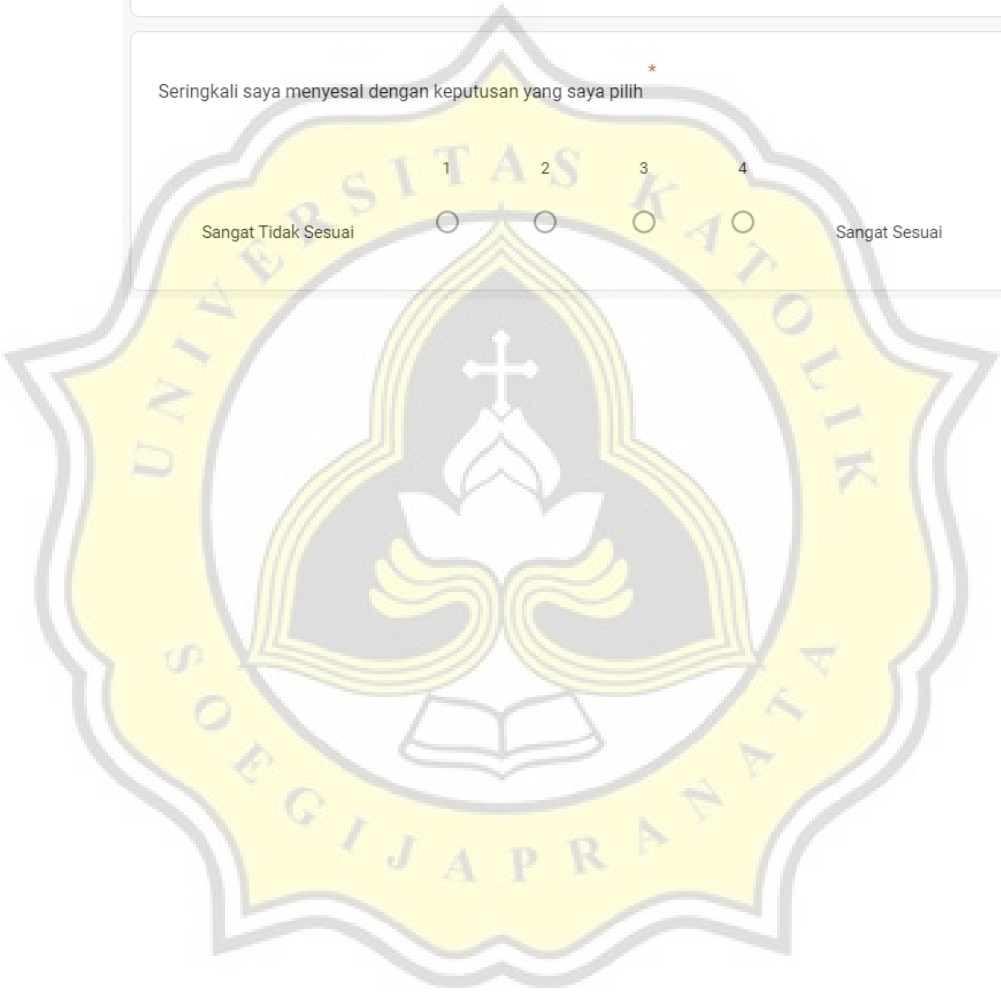 *
Seringkali saya menyesal dengan keputusan yang saya pilih
1 2 3 4
Sangat Tidak Sesuai Sangat Sesuai
UNIVERSITAS KATOLIK
SOEGIJAPRANATA